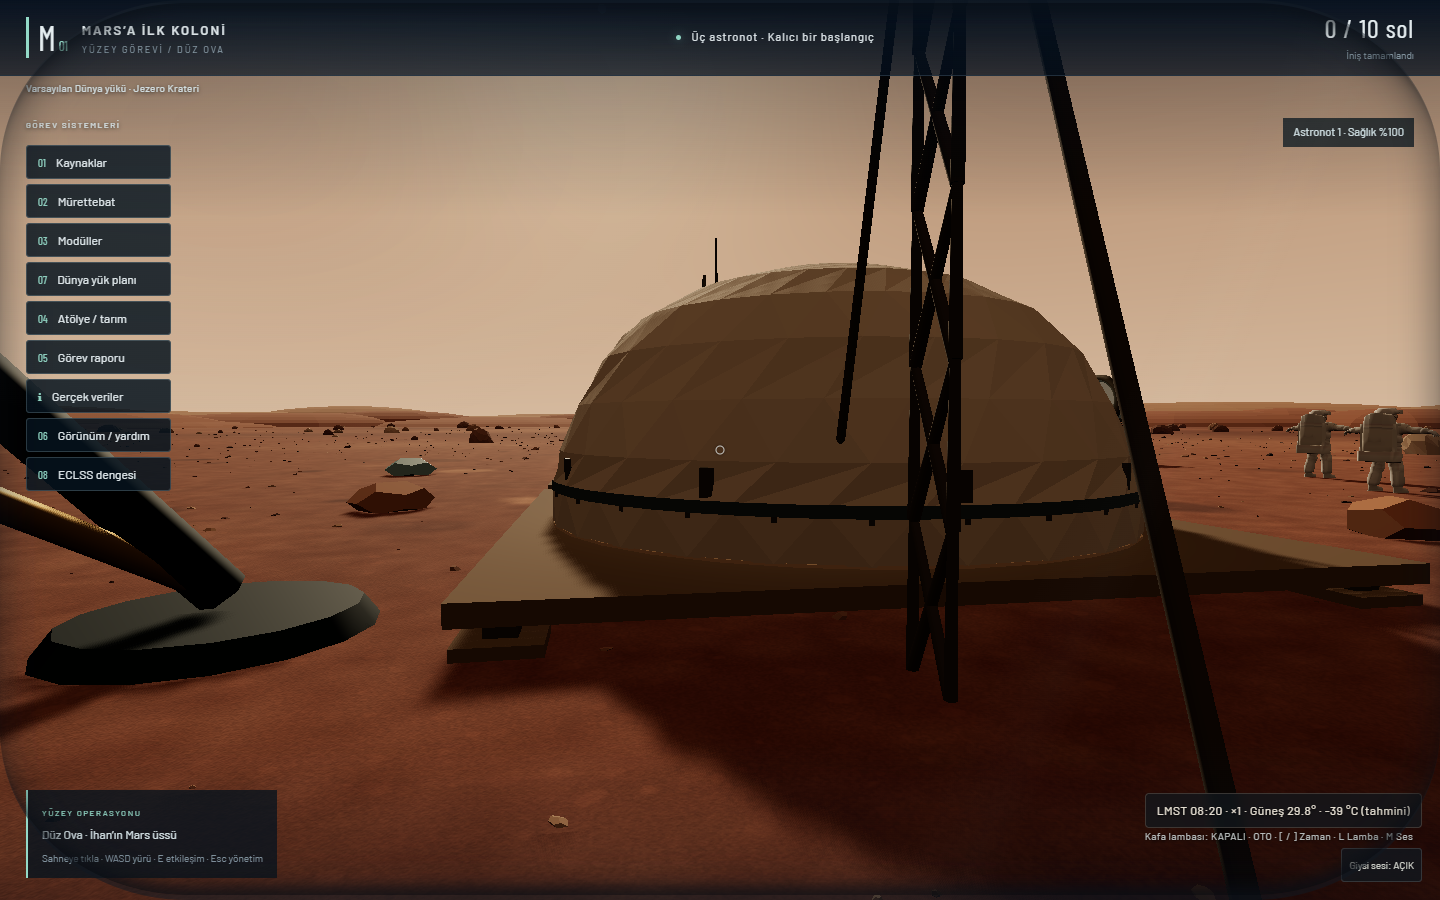 M 01
MARS'A İLK KOLONİ
YÜZEY GÖREVİ / DÜZ OVA
Üç astronot · Kalıcı bir başlangıç
0 / 10 sol
İniş tamamlandı
Varsayılan Dünya yükü · Jezero Krateri
GÖREV SİSTEMLERİ
Astronot 1 · Sağlık %100
01 Kaynaklar
02 Mürettebat
03 Modüller
07 Dünya yük planı
04 Atölye / tarım
05 Görev raporu
i Gerçek veriler
06 Görünüm / yardım
08 ECLSS dengesi
YÜZEY OPERASYONU
Düz Ova · İhan'ın Mars üssü
Sahneye tıkla · WASD yürü · E etkileşim · Esc yönetim
LMST 08:20 · ×1 · Güneş 29.8° · -39 °C (tahmini)
Kafa lambası: KAPALI · OTO · [ / ] Zaman · L Lamba · M Ses
Giysi sesi: AÇIK